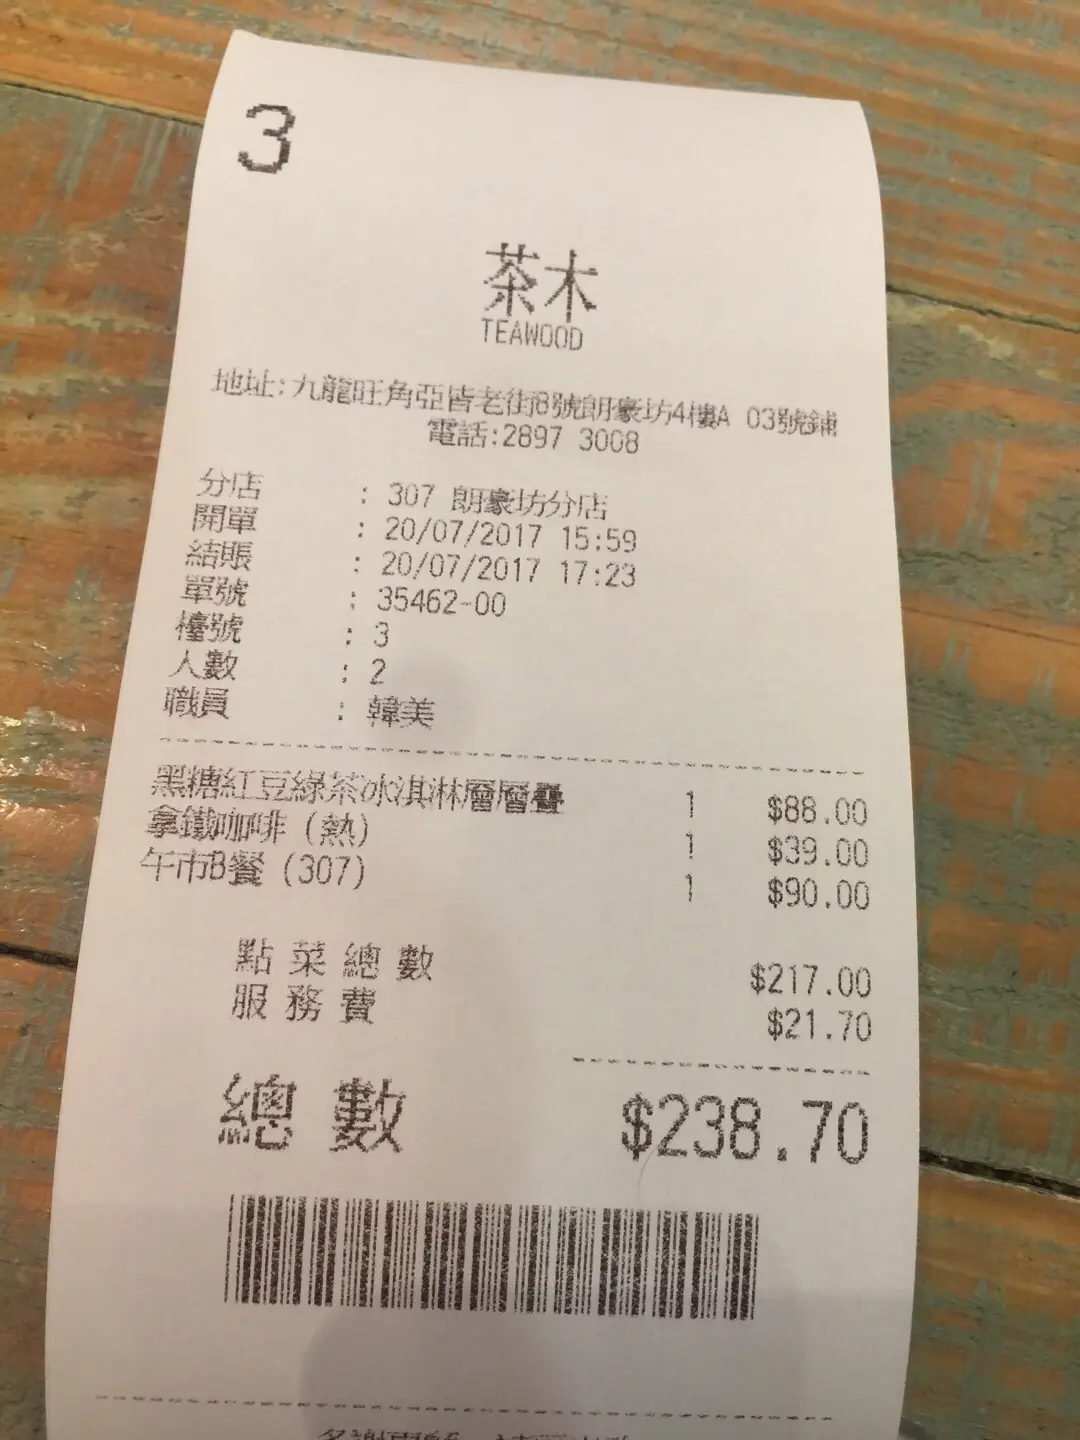 3
茶木
TEAWOOD
地址:九龍旺角亞皆老街8號朗豪坊4樓A 03號鋪
電話:2897 3008
分店 : 307 朗豪坊分店
開單 : 20/07/2017 15:59
結賬 : 20/07/2017 17:23
單號 : 35462-00
檯號 : 3
人數 : 2
職員 : 韓美
黑糖紅豆綠茶冰淇淋層層疊 1 $88.00
拿鐵咖啡 (熱) 1 $39.00
午市B餐 (307) 1 $90.00
點菜總數 $217.00
服務費 $21.70
總數 $238.70